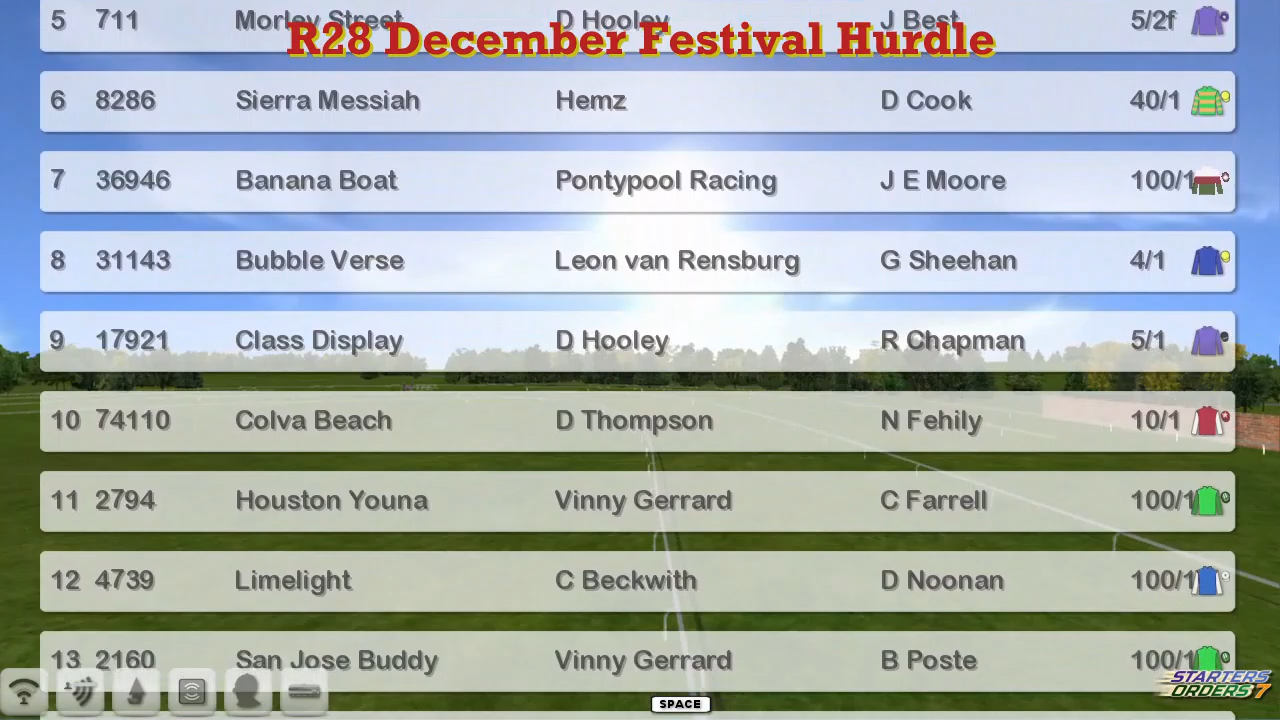 5 711 Morley Street D Hooley J Best 5/2f
R28 December Festival Hurdle
6 8286 Sierra Messiah Hemz D Cook 40/1
7 36946 Banana Boat Pontypool Racing J E Moore 100/1
8 31143 Bubble Verse Leon van Rensburg G Sheehan 4/1
9 17921 Class Display D Hooley R Chapman 5/1
10 74110 Colva Beach D Thompson N Fehily 10/1
11 2794 Houston Youna Vinny Gerrard C Farrell 100/1
12 4739 Limelight C Beckwith D Noonan 100/1
13 2160 San Jose Buddy Vinny Gerrard B Poste 100/1
STARTERS
ORDERS 7
SPACE